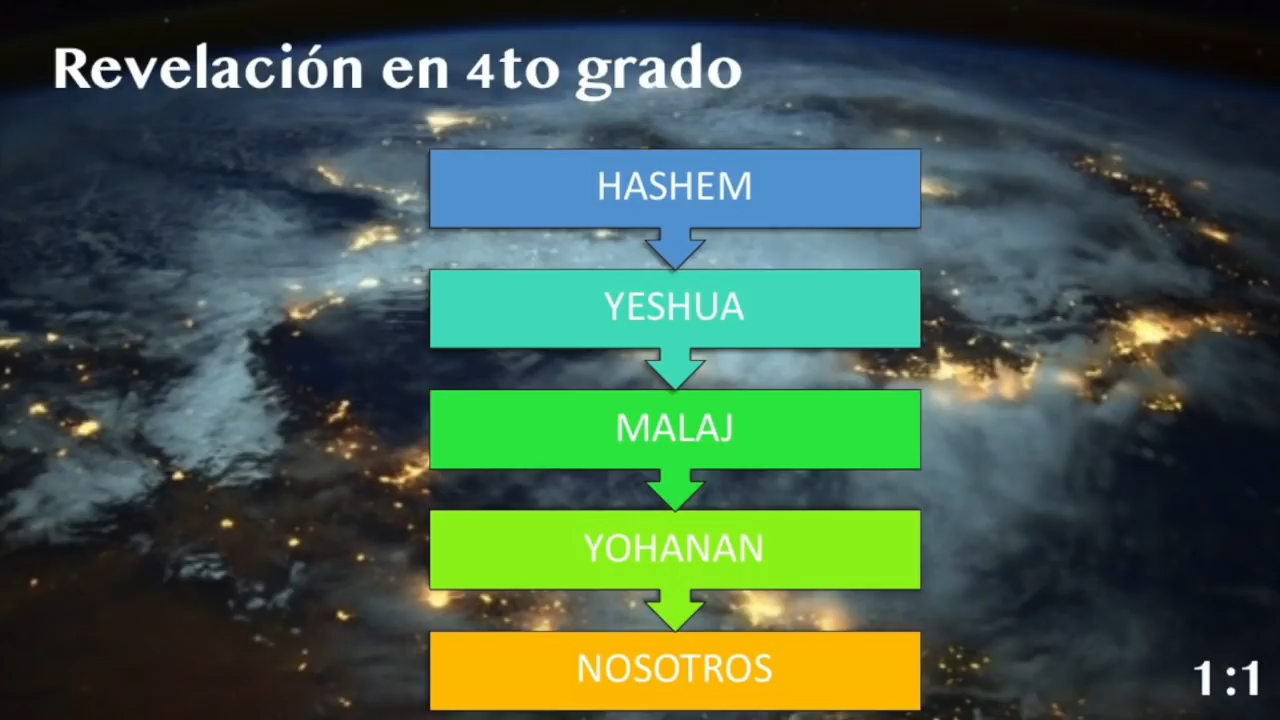 Revelación en 4to grado
HASHEM
YESHUA
MALAJ
YOHANAN
NOSOTROS
1:1